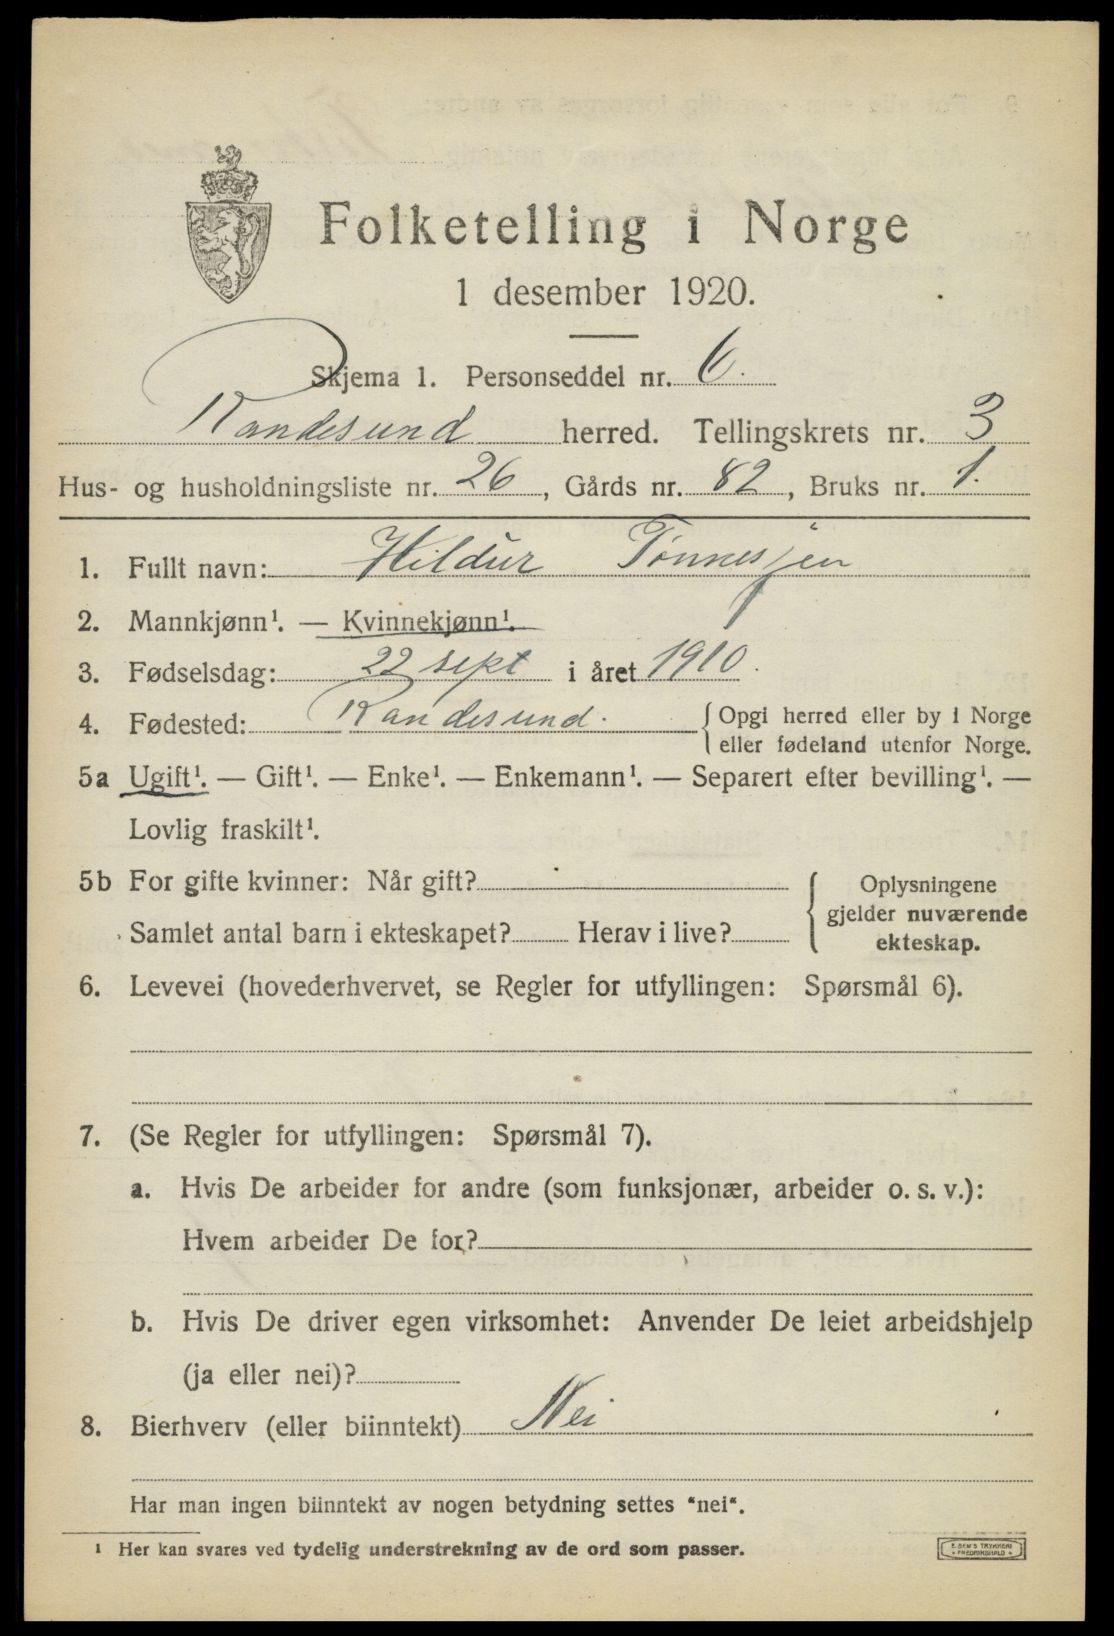 Folketelling i Norge
1 desember 1920.
Skjema 1. Personseddel nr. 6.
Randesund herred. Tellingskrets nr. 3
Hus- og husholdningsliste nr. 26, Gårds nr. 82, Bruks nr. 1.
1. Fullt navn: Hildur Tønnesjen
2. Mannkjønn¹. — Kvinnekjønn¹.
3. Fødselsdag: 22 sept i året 1910.
4. Fødested: Randesund. {Opgi herred eller by i Norge
eller fødeland utenfor Norge.
5a Ugift¹. — Gift¹. — Enke¹. — Enkemann¹. — Separert efter bevilling¹. —
Lovlig fraskilt¹.
5b For gifte kvinner: Når gift?
Samlet antal barn i ekteskapet? Herav i live?
{Oplysningene
gjelder nuværende
ekteskap.
6. Levevei (hovederhvervet, se Regler for utfyllingen: Spørsmål 6).
7. (Se Regler for utfyllingen: Spørsmål 7).
a. Hvis De arbeider for andre (som funksjonær, arbeider o. s. v.):
Hvem arbeider De for?
b. Hvis De driver egen virksomhet: Anvender De leiet arbeidshjelp
(ja eller nei)?
8. Bierhverv (eller biinntekt) Nei
Har man ingen biinntekt av nogen betydning settes "nei".
¹ Her kan svares ved tydelig understrekning av de ord som passer.
E. SEM'S TRYKKERI
FREDRIKSHALD